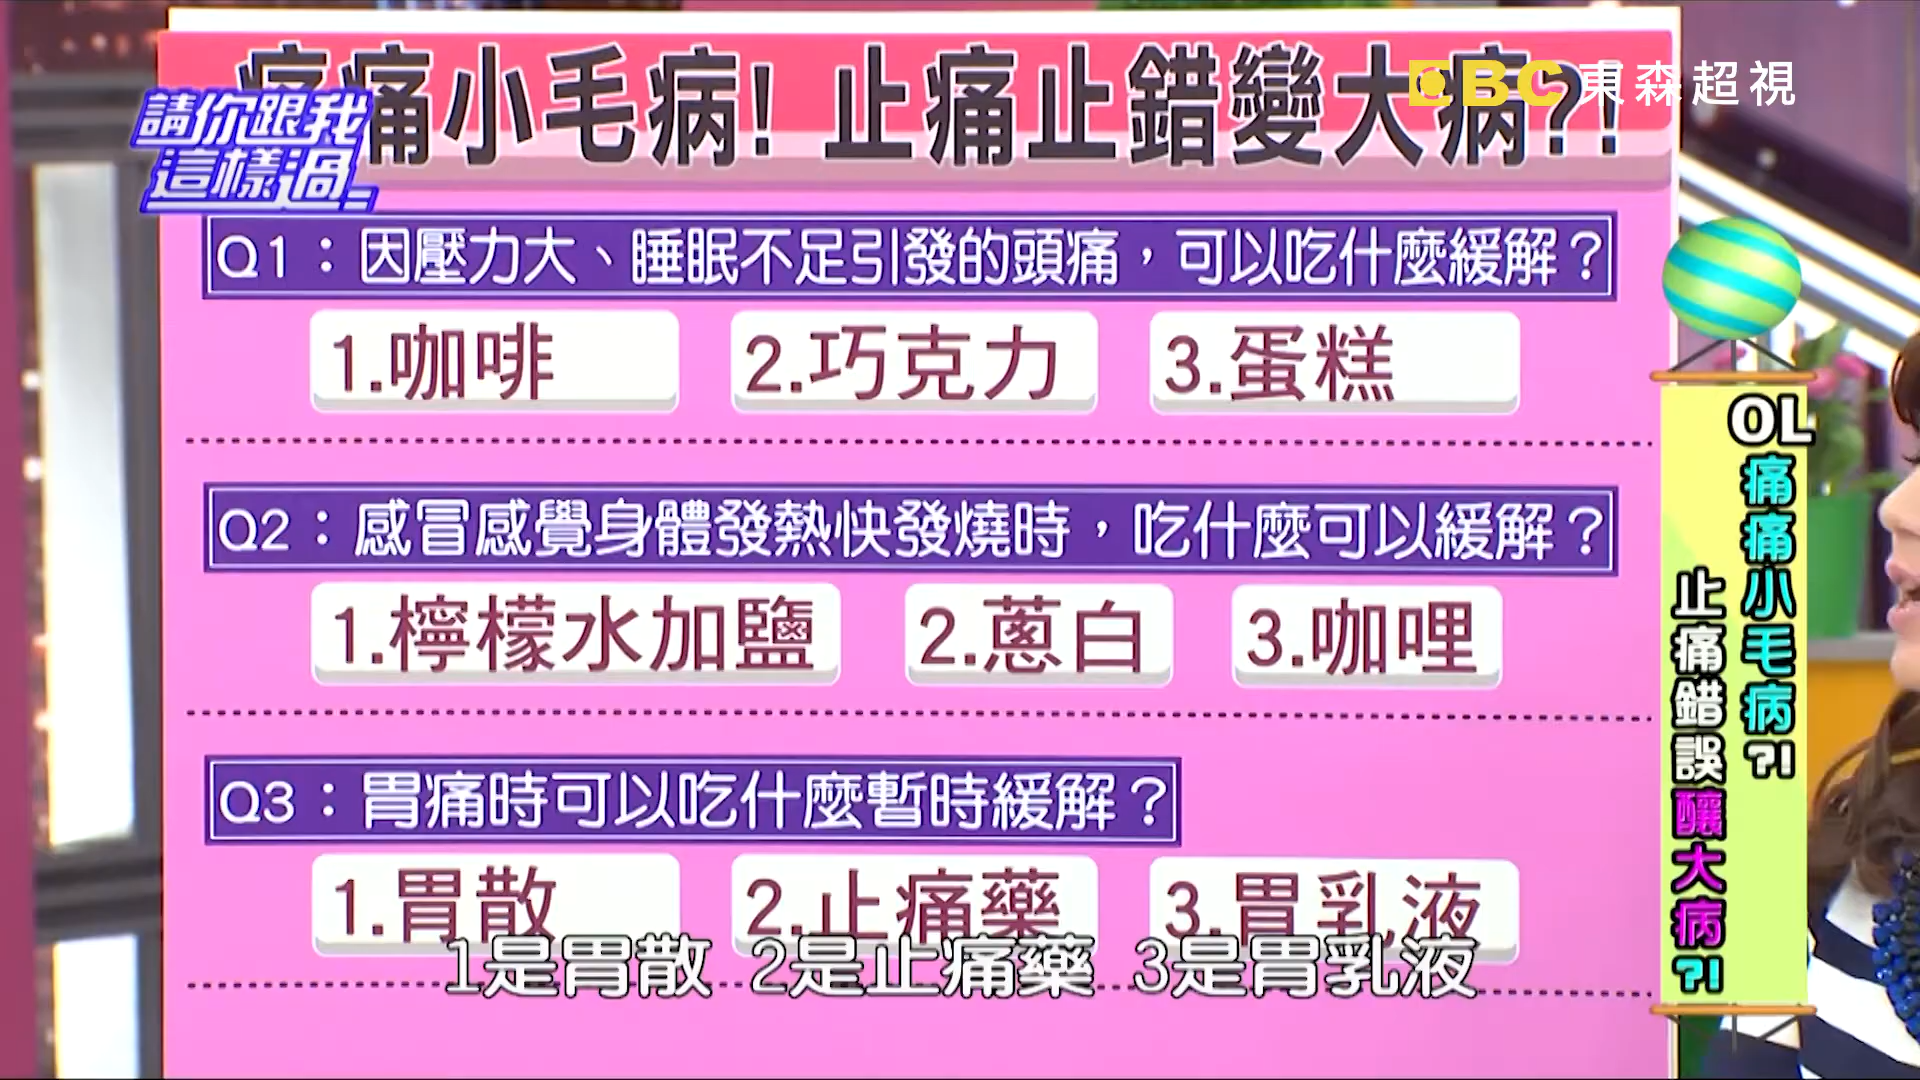 痛痛小毛病! 止痛止錯變大病?!
EBC東森超視
請你跟我
這樣過
Q1：因壓力大、睡眠不足引發的頭痛，可以吃什麼緩解？
1.咖啡
2.巧克力
3.蛋糕
Q2：感冒感覺身體發熱快發燒時，吃什麼可以緩解？
1.檸檬水加鹽
2.蔥白
3.咖哩
Q3：胃痛時可以吃什麼暫時緩解？
1.胃散
2.止痛藥
3.胃乳液
OL痛痛小毛病?!
止痛錯誤釀大病?!
1是胃散 2是止痛藥 3是胃乳液